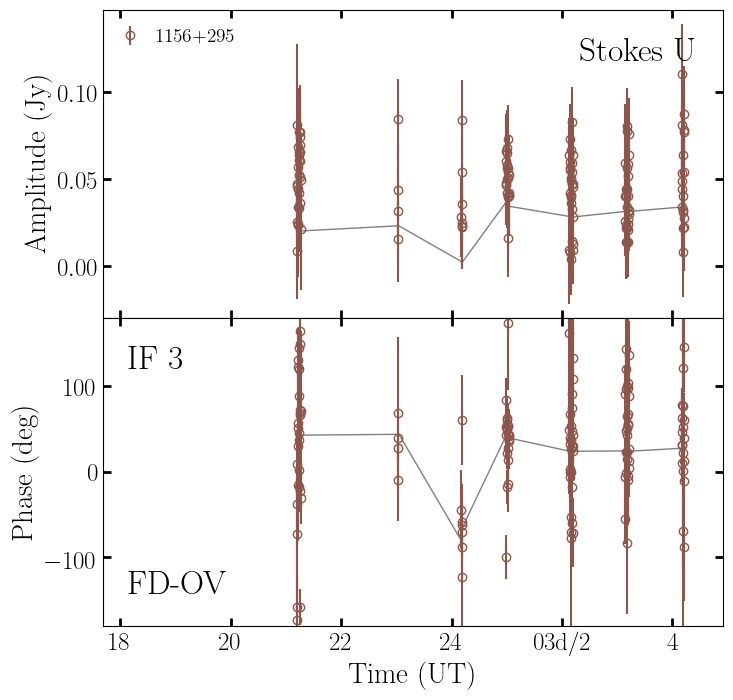 1156+295
Stokes U
Amplitude (Jy)
0.10
0.05
0.00
IF 3
FD-OV
Phase (deg)
100
0
−100
18 20 22 24 03d/2 4
Time (UT)